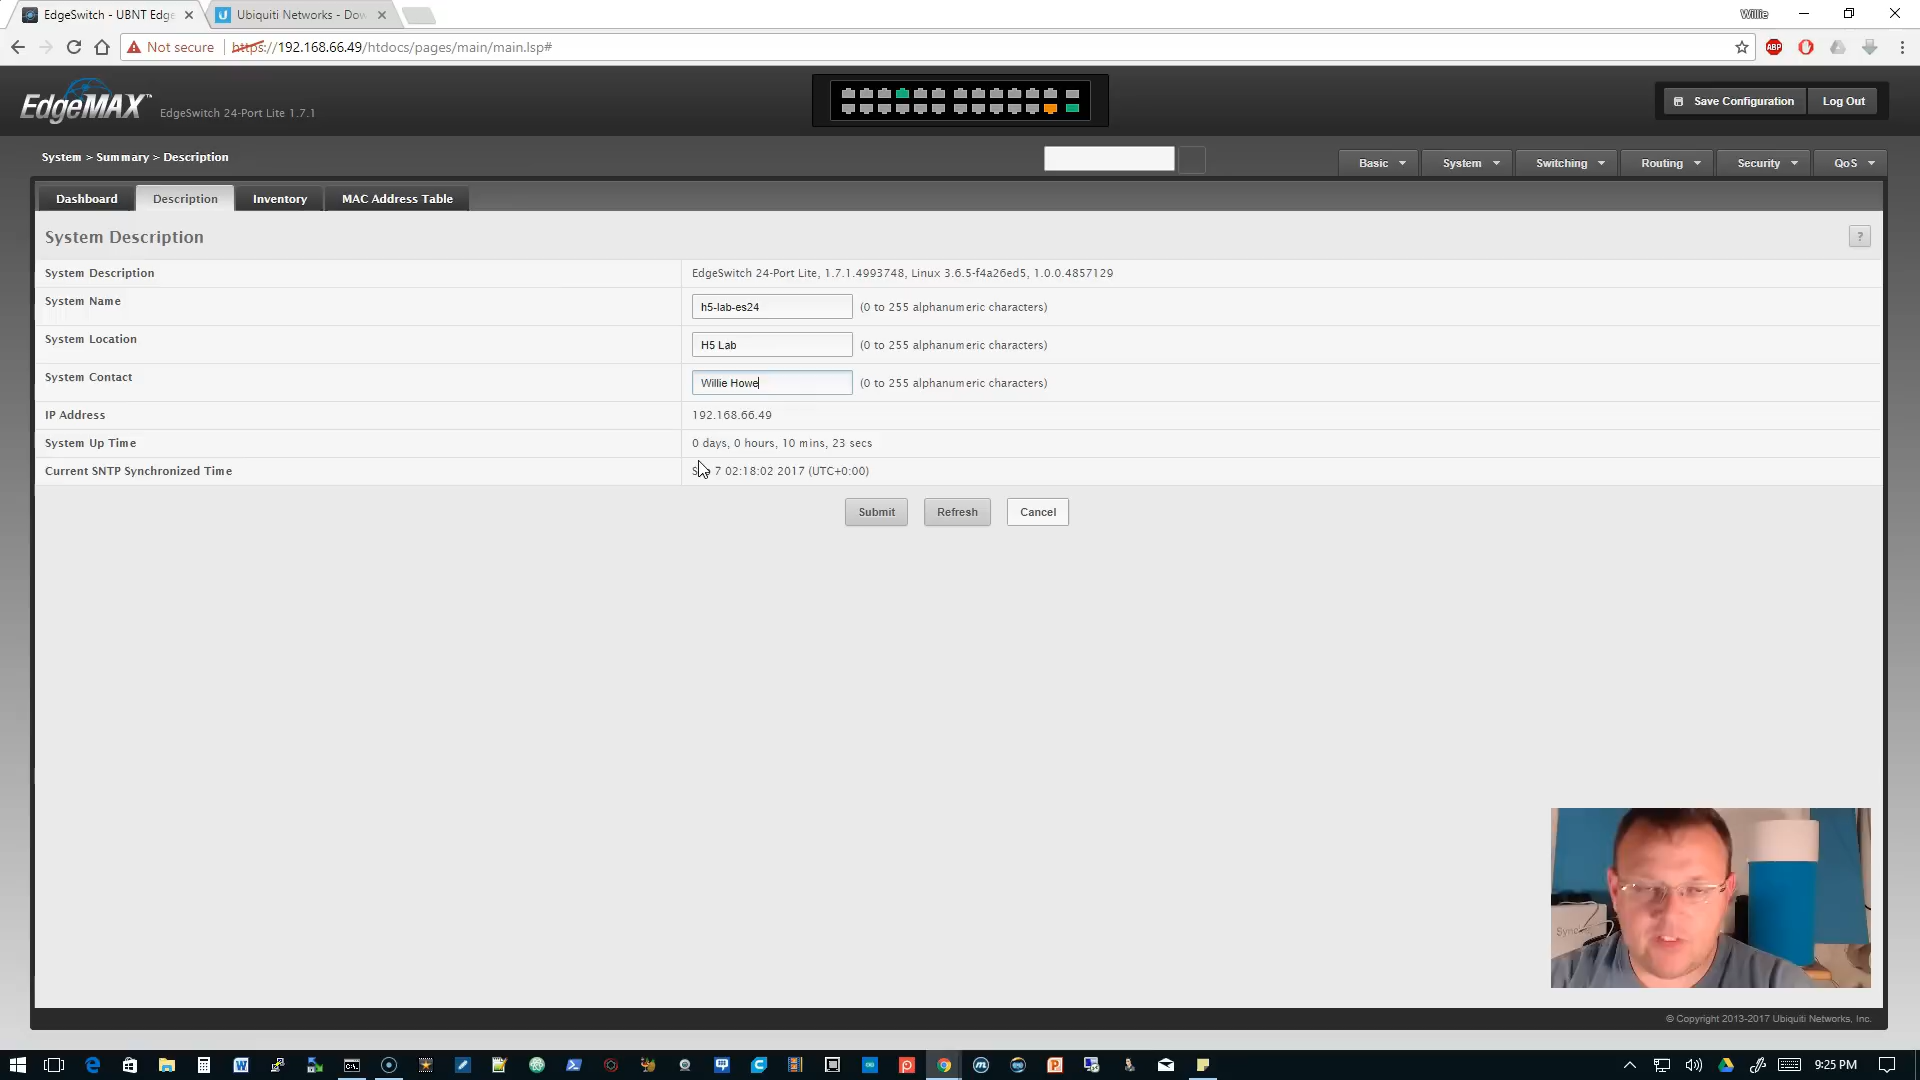 EdgeSwitch - UBNT Edge
Ubiquiti Networks - Dow
Willie
Not secure
https://192.168.66.49/htdocs/pages/main/main.lsp#
ABP
EdgeMAX™
EdgeSwitch 24-Port Lite 1.7.1
Save Configuration
Log Out
System > Summary > Description
Basic
System
Switching
Routing
Security
QoS
Dashboard
Description
Inventory
MAC Address Table
System Description
?
System Description
EdgeSwitch 24-Port Lite, 1.7.1.4993748, Linux 3.6.5-f4a26ed5, 1.0.0.4857129
System Name
h5-lab-es24
(0 to 255 alphanumeric characters)
System Location
H5 Lab
(0 to 255 alphanumeric characters)
System Contact
Willie Howe
(0 to 255 alphanumeric characters)
IP Address
192.168.66.49
System Up Time
0 days, 0 hours, 10 mins, 23 secs
Current SNTP Synchronized Time
7 02:18:02 2017 (UTC+0:00)
Submit
Refresh
Cancel
© Copyright 2013-2017 Ubiquiti Networks, Inc.
9:25 PM